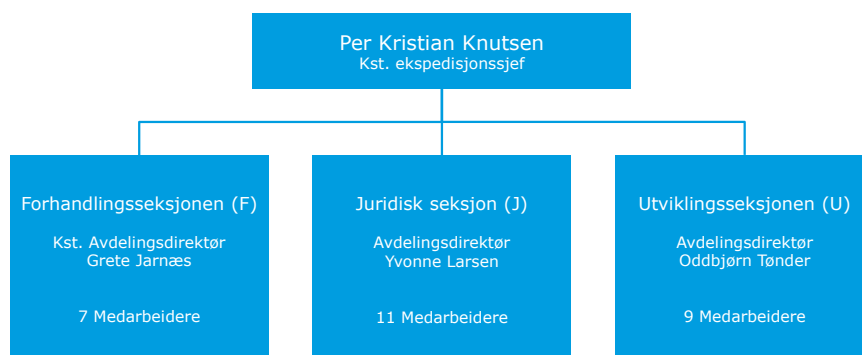 Per Kristian Knutsen
Kst. ekspedisjonssjef
Forhandlingsseksjonen (F)
Kst. Avdelingsdirektør
Grete Jarnæs
7 Medarbeidere
Juridisk seksjon (J)
Avdelingsdirektør
Yvonne Larsen
11 Medarbeidere
Utviklingsseksjonen (U)
Avdelingsdirektør
Oddbjørn Tønder
9 Medarbeidere